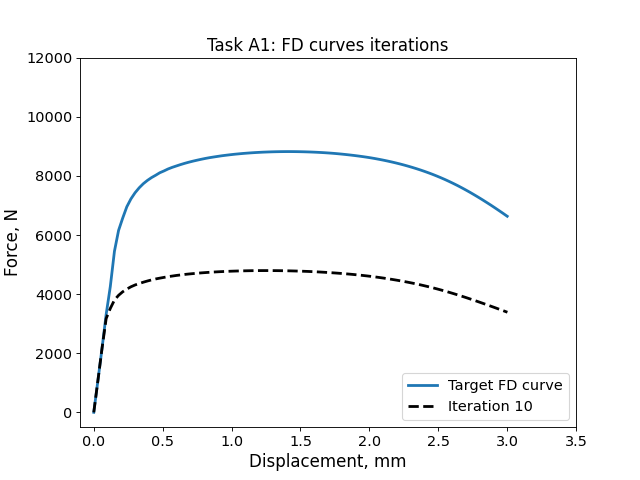 Task A1: FD curves iterations
12000
10000
8000
6000
4000
2000
0
Force, N
Target FD curve
Iteration 10
0.0 0.5 1.0 1.5 2.0 2.5 3.0 3.5
Displacement, mm